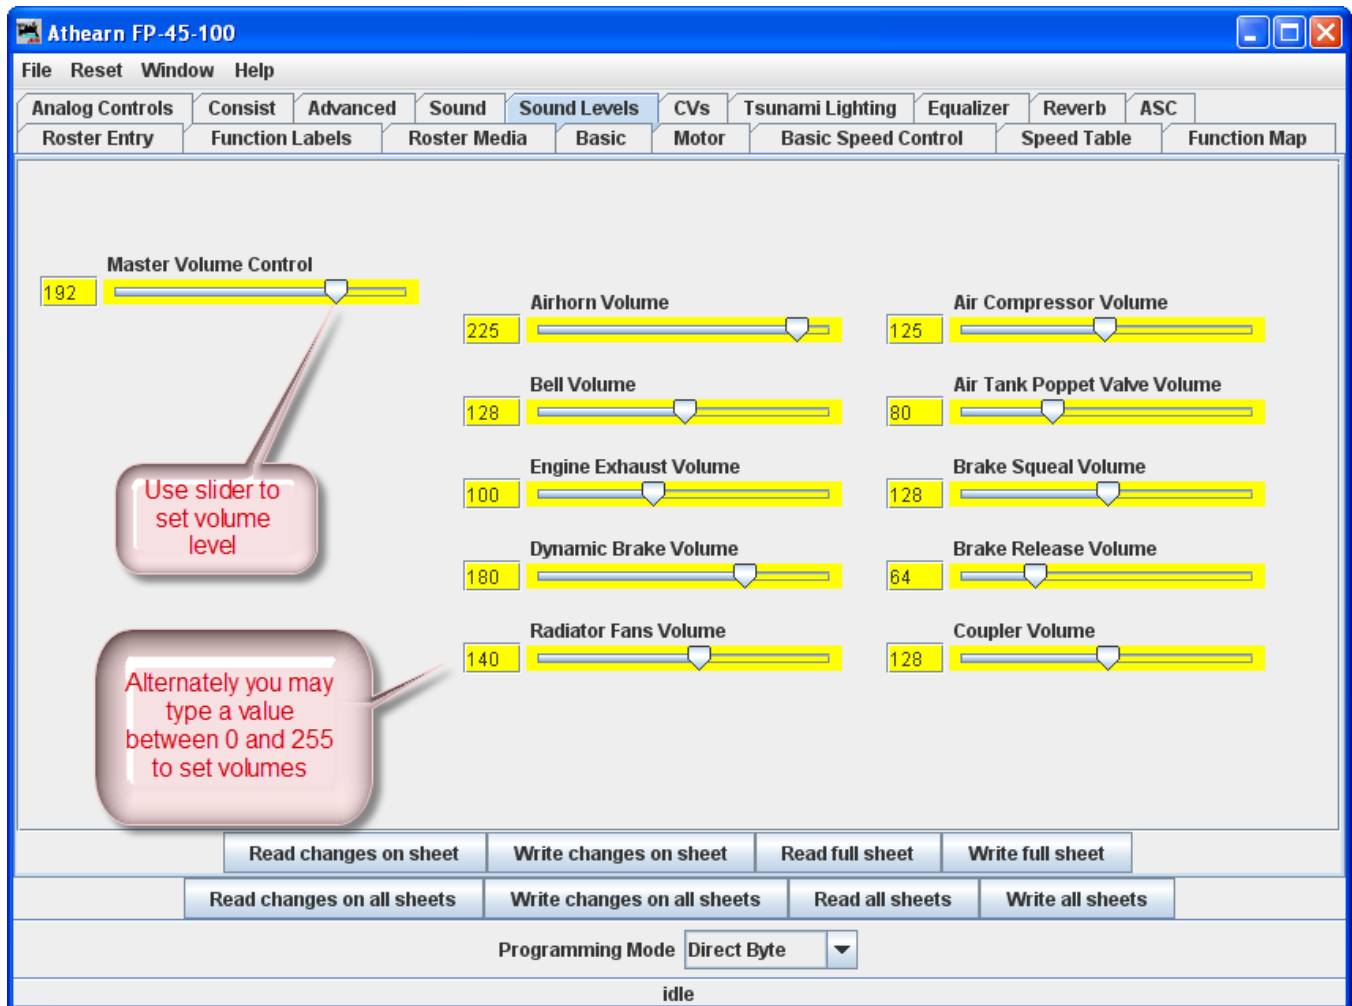 Athearn FP-45-100
File Reset Window Help
Analog Controls Consist Advanced Sound Sound Levels CVs Tsunami Lighting Equalizer Reverb ASC
Roster Entry Function Labels Roster Media Basic Motor Basic Speed Control Speed Table Function Map
Master Volume Control
192
Airhorn Volume
225
Air Compressor Volume
125
Bell Volume
128
Air Tank Poppet Valve Volume
80
Engine Exhaust Volume
100
Brake Squeal Volume
128
Dynamic Brake Volume
180
Brake Release Volume
64
Radiator Fans Volume
140
Coupler Volume
128
Use slider to
set volume
level
Alternately you may
type a value
between 0 and 255
to set volumes
Read changes on sheet Write changes on sheet Read full sheet Write full sheet
Read changes on all sheets Write changes on all sheets Read all sheets Write all sheets
Programming Mode Direct Byte
idle